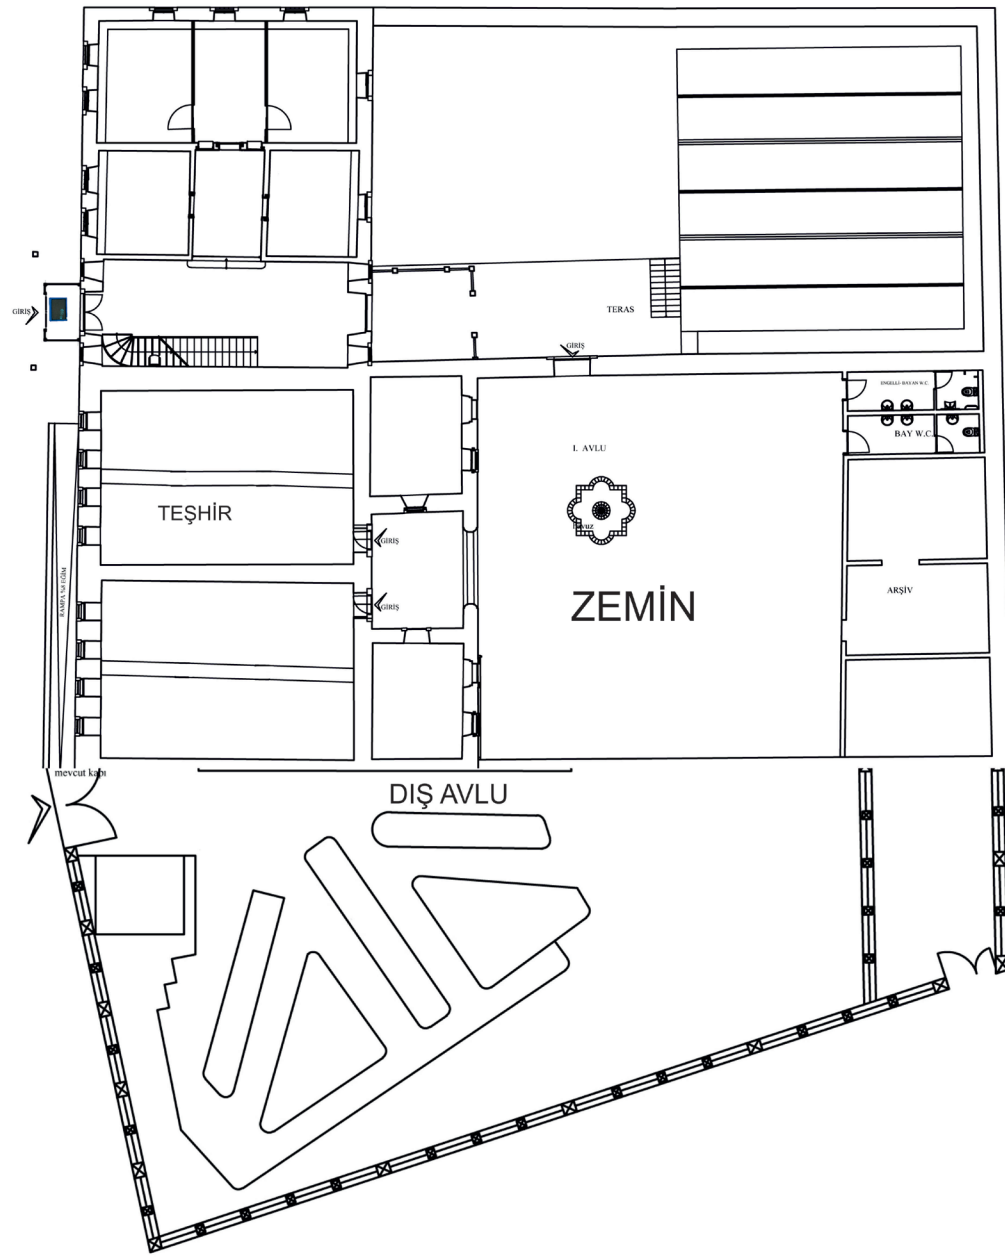 GİRİŞ
TERAS
GİRİŞ
ENGELLİ- BAYAN W.C.
BAY W.C.
I. AVLU
TEŞHİR
GİRİŞ
RAMPA %8 EĞİM
ARŞİV
GİRİŞ
ZEMİN
mevcut kapı
DIŞ AVLU